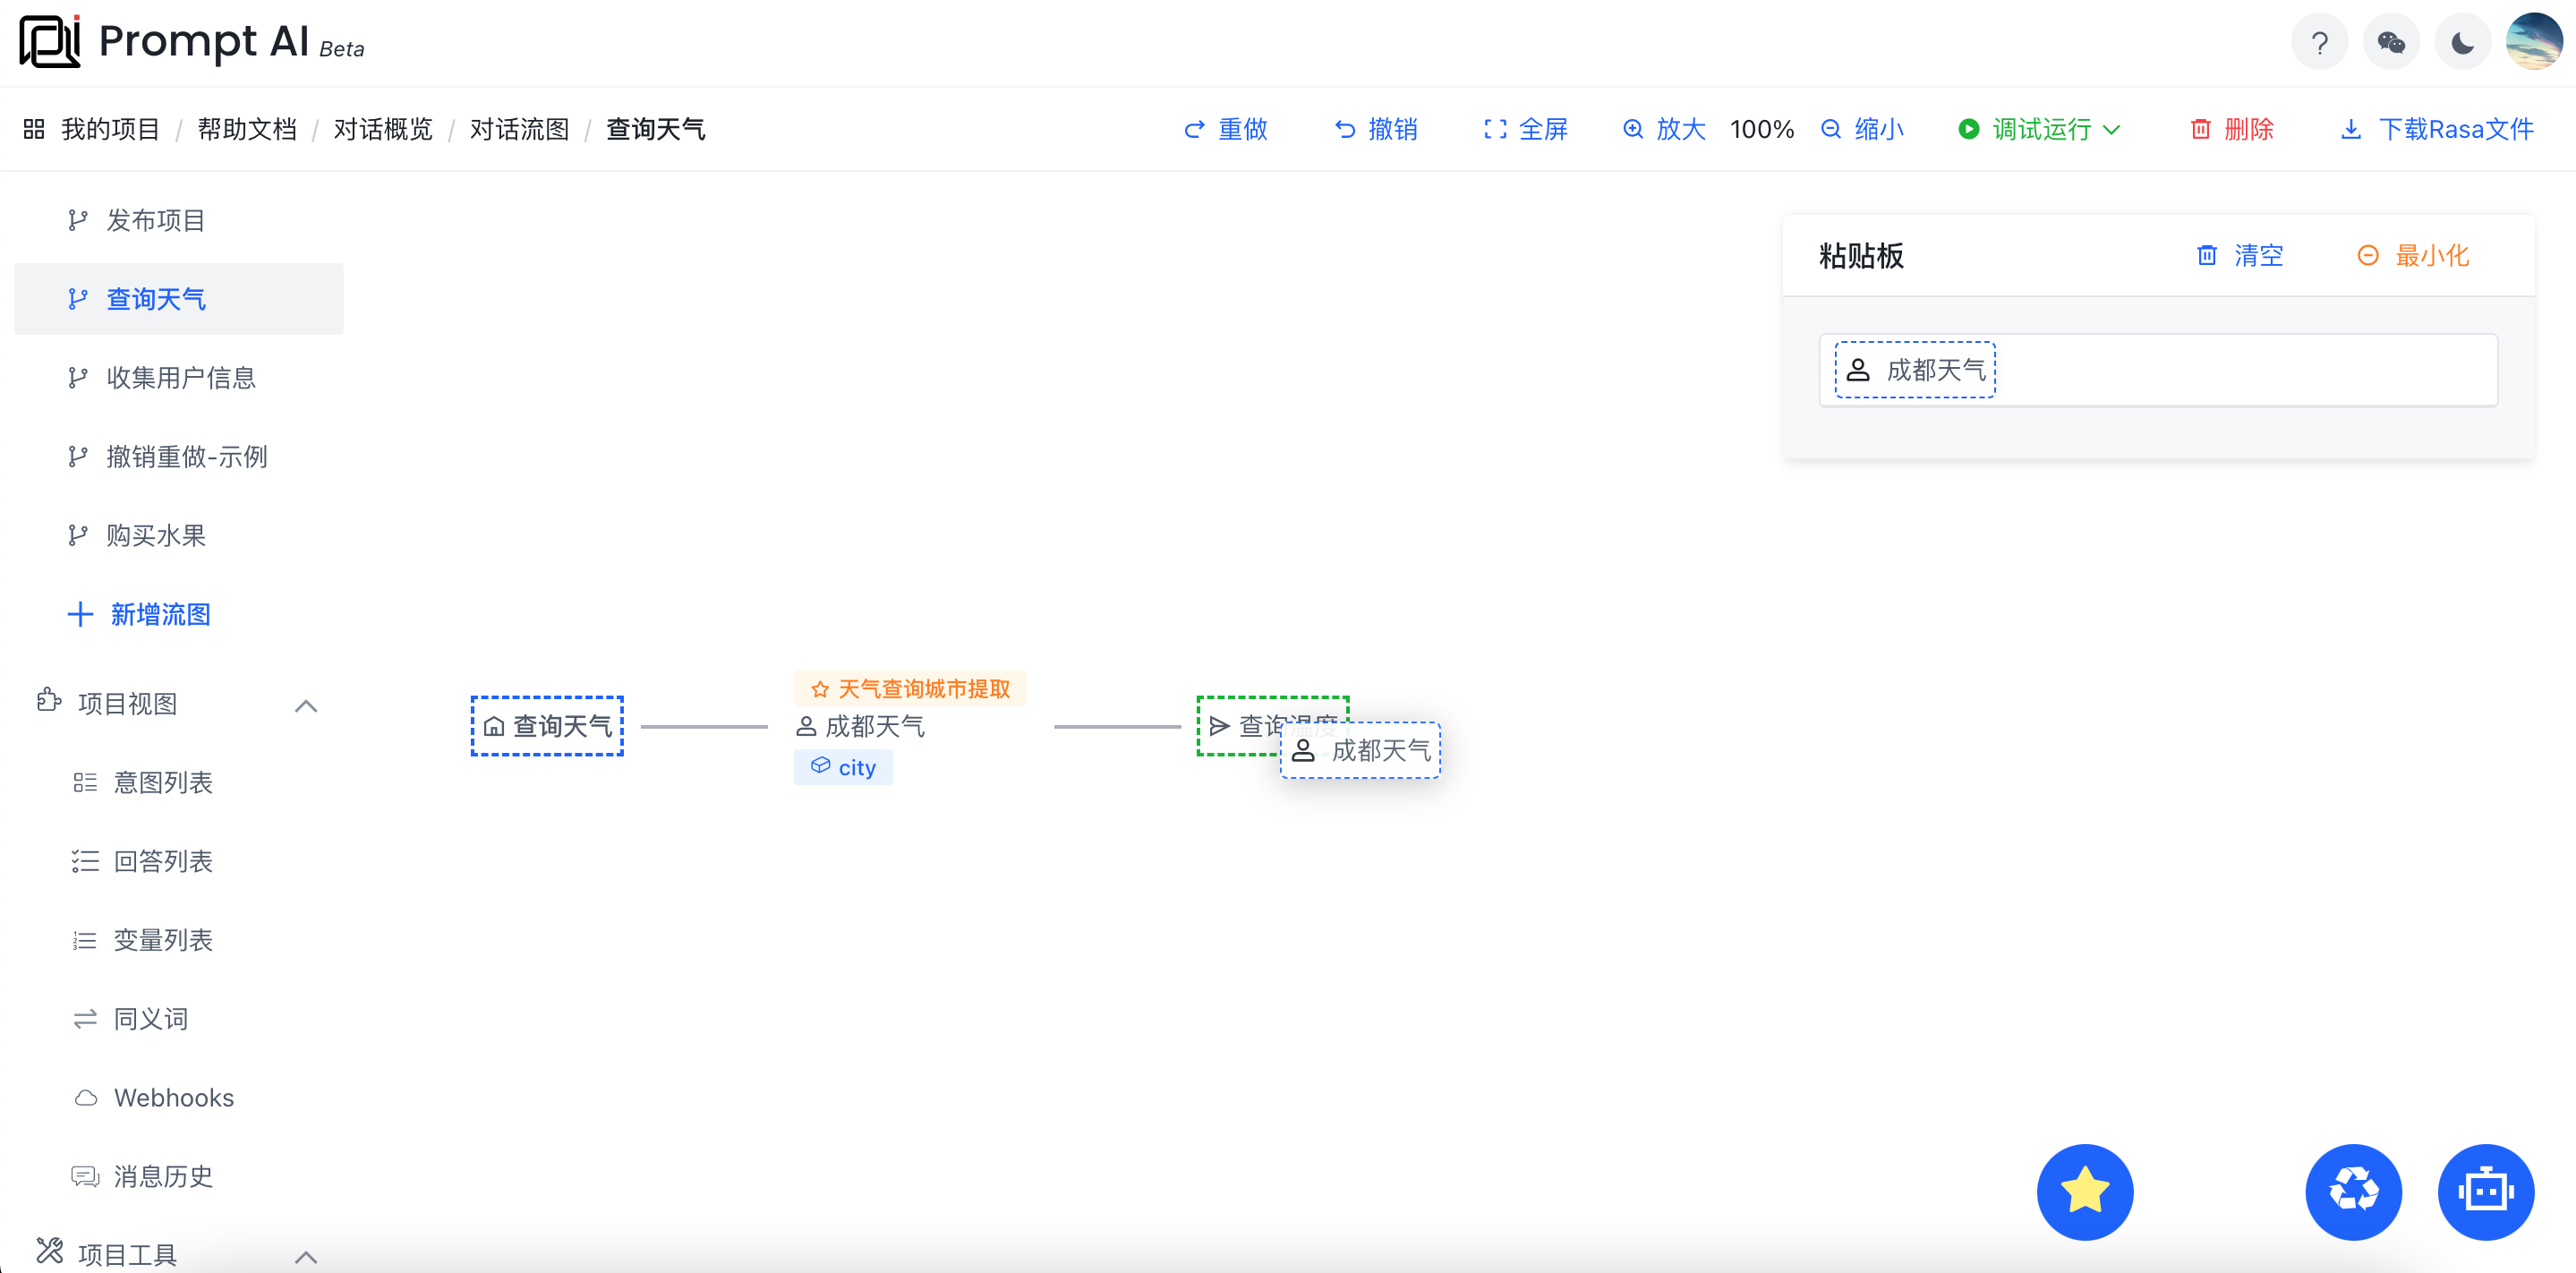 Prompt AI Beta
我的项目 / 帮助文档 / 对话概览 / 对话流图 / 查询天气
重做 撤销 全屏 放大 100% 缩小 调试运行 删除 下载Rasa文件
发布项目
查询天气
收集用户信息
撤销重做-示例
购买水果
新增流图
项目视图
意图列表
回答列表
变量列表
同义词
Webhooks
消息历史
项目工具
粘贴板 清空 最小化
成都天气
天气查询城市提取
查询天气 成都天气 查询温度
city
成都天气